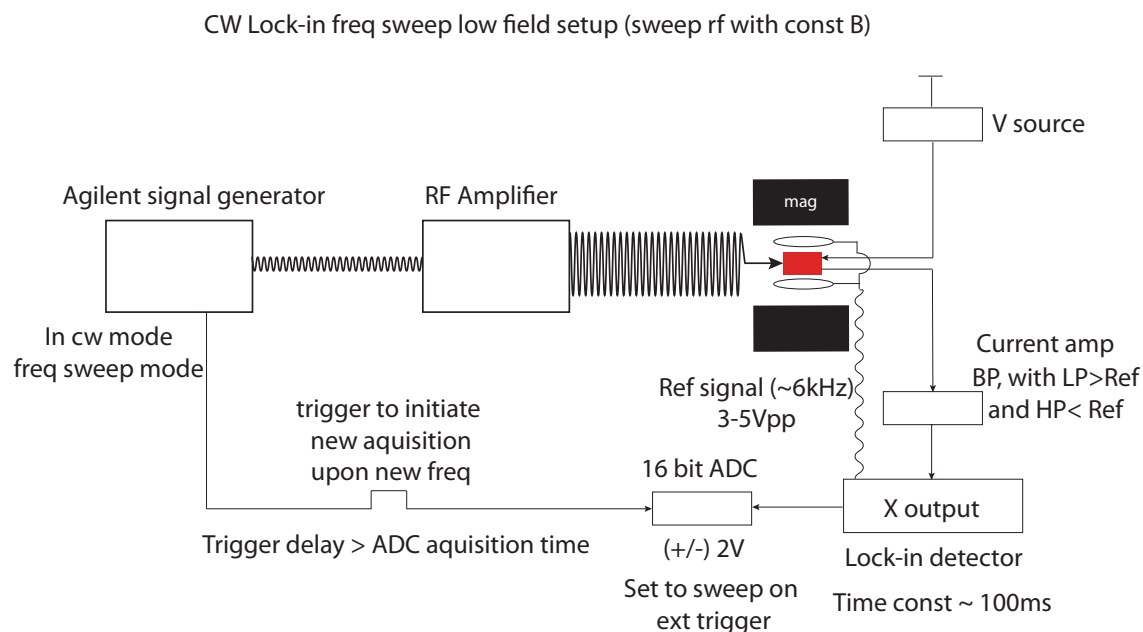 CW Lock-in freq sweep low field setup (sweep rf with const B)
V source
Agilent signal generator
RF Amplifier
mag
In cw mode
freq sweep mode
Current amp
BP, with LP>Ref
and HP< Ref
Ref signal (~6kHz)
3-5Vpp
trigger to initiate
new aquisition
upon new freq
16 bit ADC
X output
Trigger delay > ADC aquisition time
(+/-) 2V
Lock-in detector
Set to sweep on
ext trigger
Time const ~ 100ms